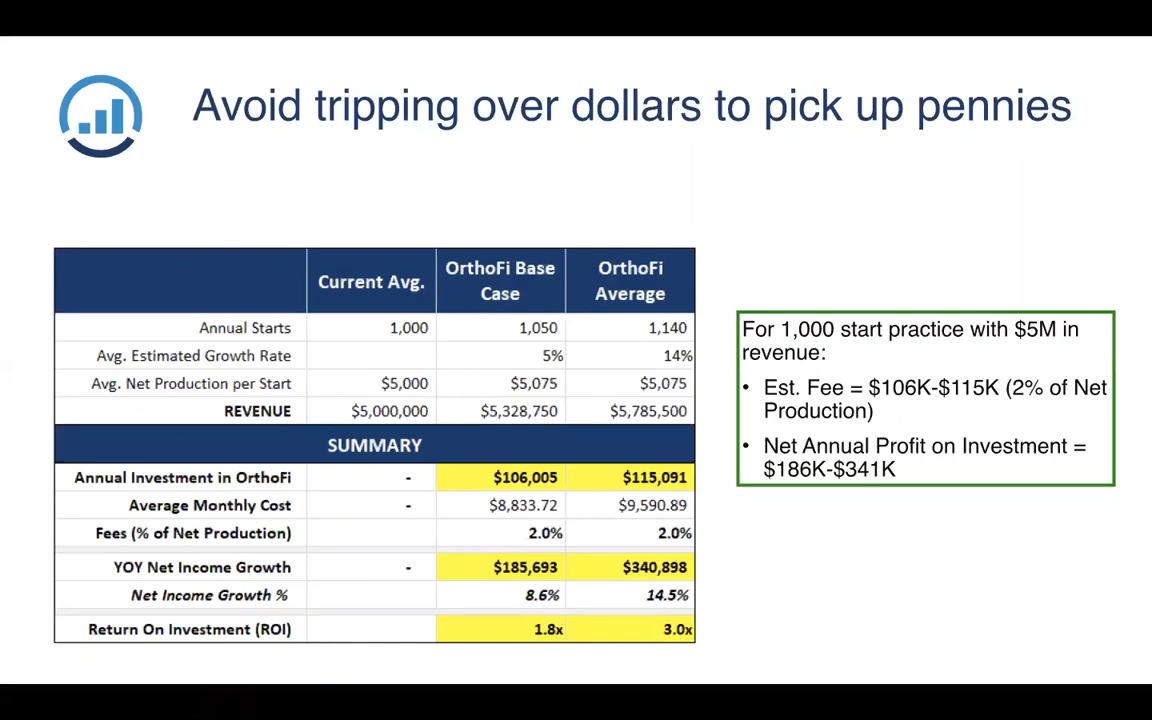 Avoid tripping over dollars to pick up pennies
Current Avg. OrthoFi Base Case OrthoFi Average
Annual Starts 1,000 1,050 1,140
Avg. Estimated Growth Rate 5% 14%
Avg. Net Production per Start $5,000 $5,075 $5,075
REVENUE $5,000,000 $5,328,750 $5,785,500
SUMMARY
Annual Investment in OrthoFi - $106,005 $115,091
Average Monthly Cost - $8,833.72 $9,590.89
Fees (% of Net Production) 2.0% 2.0%
YOY Net Income Growth - $185,693 $340,898
Net Income Growth % 8.6% 14.5%
Return On Investment (ROI) 1.8x 3.0x
For 1,000 start practice with $5M in
revenue:
• Est. Fee = $106K-$115K (2% of Net
Production)
• Net Annual Profit on Investment =
$186K-$341K